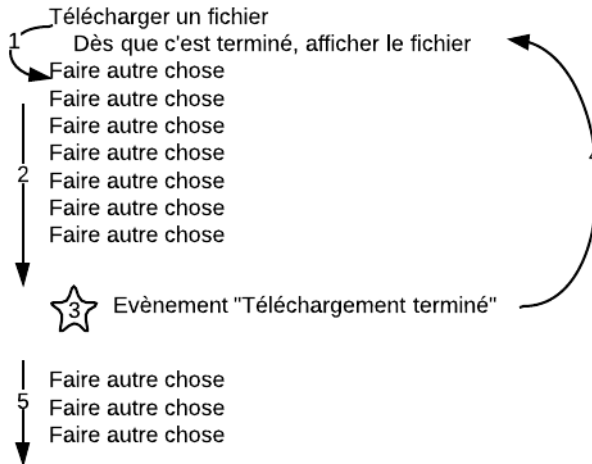 Télécharger un fichier
1
Dès que c'est terminé, afficher le fichier
Faire autre chose
Faire autre chose
Faire autre chose
Faire autre chose
2
Faire autre chose
Faire autre chose
Faire autre chose
3
Evènement "Téléchargement terminé"
Faire autre chose
5
Faire autre chose
Faire autre chose